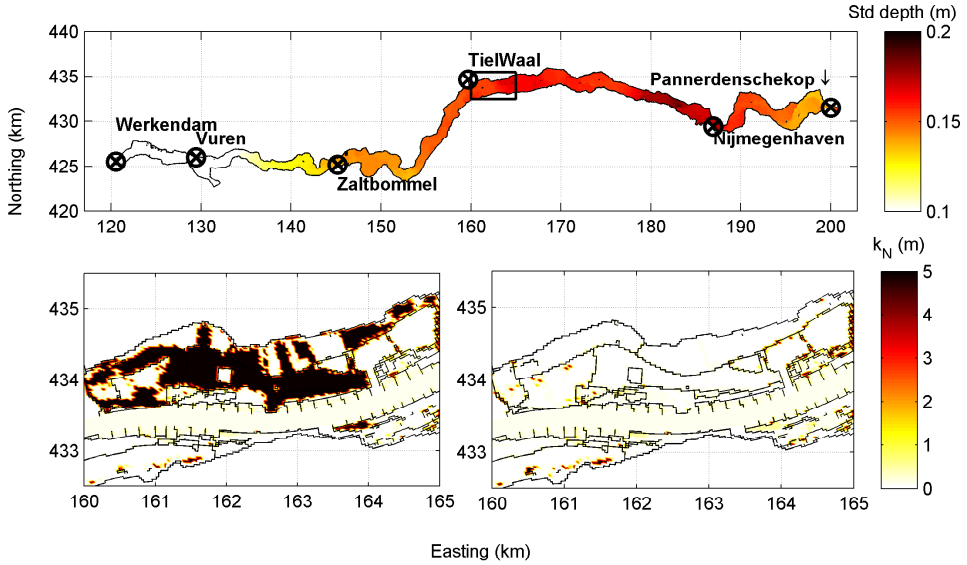 Std depth (m)
440
435
430
425
420
TielWaal
Pannerdenschekop ↓
Werkendam
Vuren
Nijmegenhaven
Zaltbommel
120 130 140 150 160 170 180 190 200
0.2
0.15
0.1
Northing (km)
k_N (m)
435
434
433
160 161 162 163 164 165
435
434
433
160 161 162 163 164 165
5
4
3
2
1
0
Easting (km)